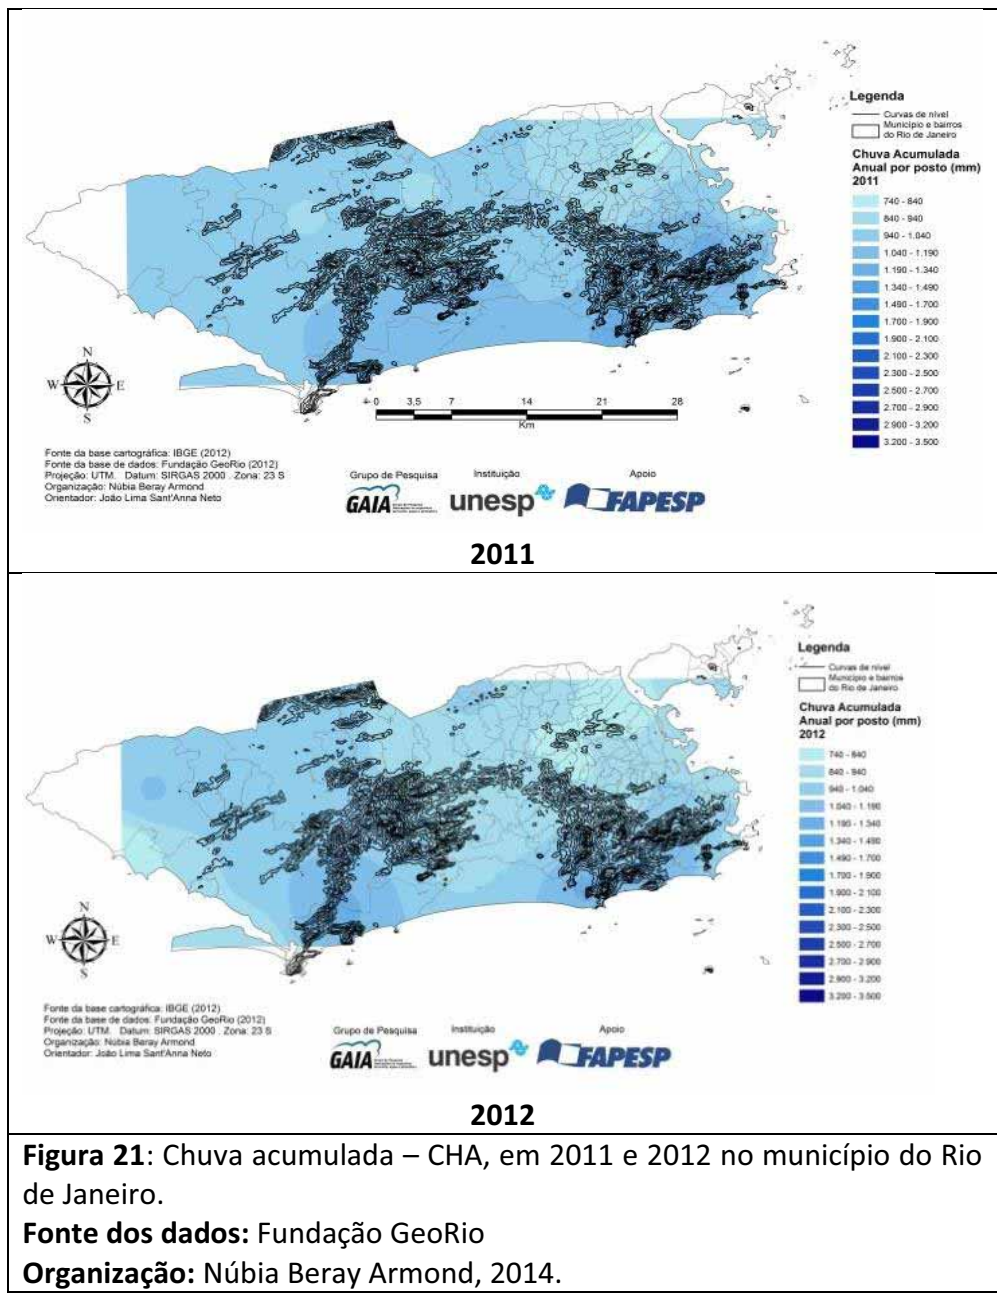 Legenda
Curvas de nível
Município e bairros
do Rio de Janeiro
Chuva Acumulada
Anual por posto (mm)
2011
740 - 840
840 - 940
940 - 1.040
1.040 - 1.190
1.190 - 1.340
1.340 - 1.490
1.490 - 1.700
1.700 - 1.900
1.900 - 2.100
2.100 - 2.300
2.300 - 2.500
2.500 - 2.700
2.700 - 2.900
2.900 - 3.200
3.200 - 3.500
N
W E
S
0 3,5 7 14 21 28
Km
Fonte da base cartográfica: IBGE (2012)
Fonte da base de dados: Fundação GeoRio (2012)
Projeção: UTM. Datum: SIRGAS 2000 . Zona: 23 S
Organização: Núbia Beray Armond
Orientador: João Lima Sant'Anna Neto
Grupo de Pesquisa Instituição Apoio
GAIA unesp FAPESP
2011
Legenda
Curvas de nível
Município e bairros
do Rio de Janeiro
Chuva Acumulada
Anual por posto (mm)
2012
740 - 840
840 - 940
940 - 1.040
1.040 - 1.190
1.190 - 1.340
1.340 - 1.490
1.490 - 1.700
1.700 - 1.900
1.900 - 2.100
2.100 - 2.300
2.300 - 2.500
2.500 - 2.700
2.700 - 2.900
2.900 - 3.200
3.200 - 3.500
N
W E
S
Fonte da base cartográfica: IBGE (2012)
Fonte da base de dados: Fundação GeoRio (2012)
Projeção: UTM. Datum: SIRGAS 2000 . Zona: 23 S
Organização: Núbia Beray Armond
Orientador: João Lima Sant'Anna Neto
Grupo de Pesquisa Instituição Apoio
GAIA unesp FAPESP
2012
Figura 21: Chuva acumulada – CHA, em 2011 e 2012 no município do Rio
de Janeiro.
Fonte dos dados: Fundação GeoRio
Organização: Núbia Beray Armond, 2014.